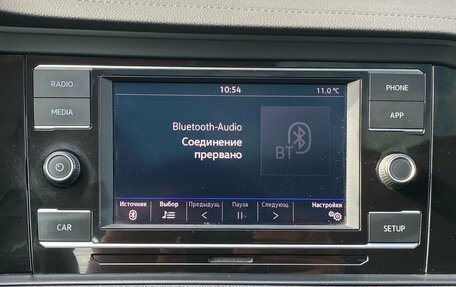 RADIO
10:54
11.0 °C
PHONE
MEDIA
APP
Bluetooth-Audio
Соединение
прервано
BT
Источник
Выбор
Предыдущ.
Пауза
Следующ.
Настройки
CAR
SETUP